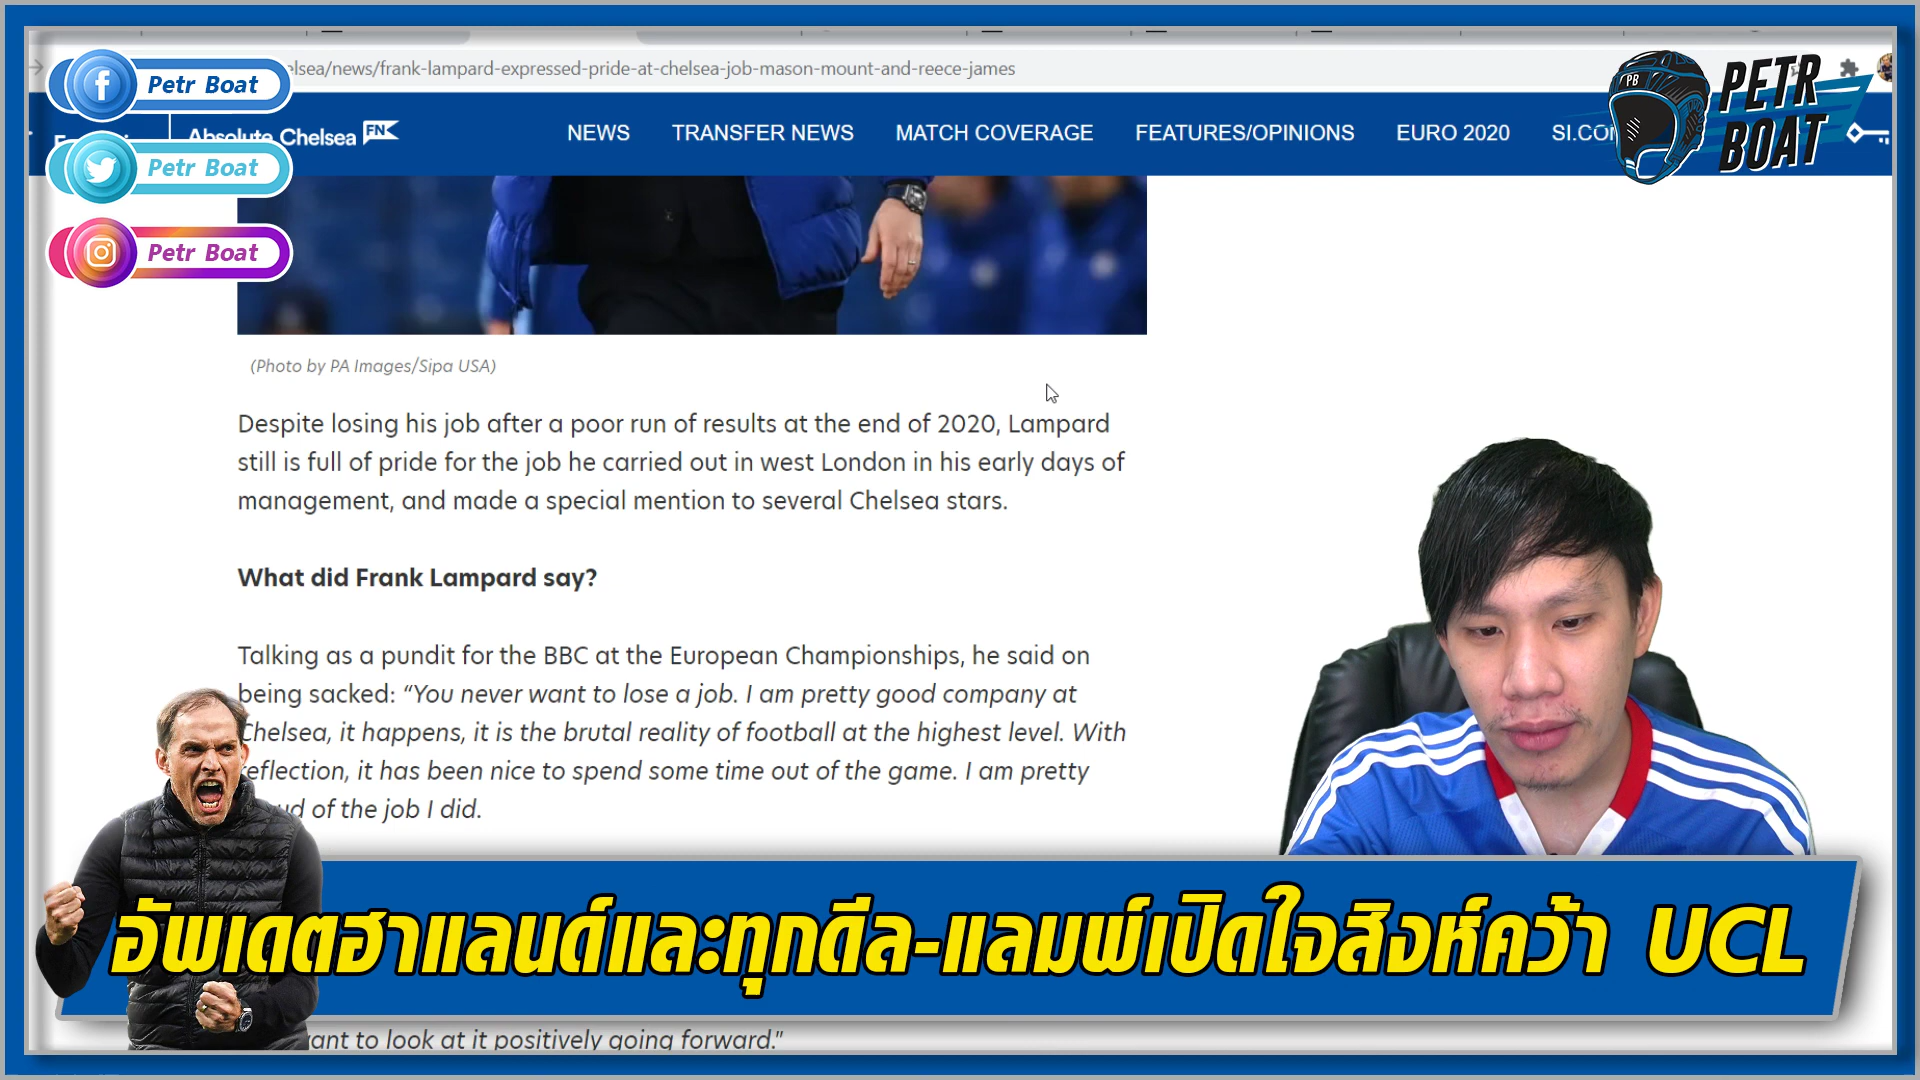 elsea/news/frank-lampard-expressed-pride-at-chelsea-job-mason-mount-and-reece-james
Petr Boat
Petr Boat
Petr Boat
Absolute Chelsea FN
NEWS TRANSFER NEWS MATCH COVERAGE FEATURES/OPINIONS EURO 2020 SI.COM
PB
PETR
BOAT
(Photo by PA Images/Sipa USA)
Despite losing his job after a poor run of results at the end of 2020, Lampard
still is full of pride for the job he carried out in west London in his early days of
management, and made a special mention to several Chelsea stars.
What did Frank Lampard say?
Talking as a pundit for the BBC at the European Championships, he said on
being sacked: “You never want to lose a job. I am pretty good company at
Chelsea, it happens, it is the brutal reality of football at the highest level. With
reflection, it has been nice to spend some time out of the game. I am pretty
of the job I did.
อัพเดตฮาแลนด์และทุกดีล-แลมพ์เปิดใจสิงห์คว้า UCL
want to look at it positively going forward.”